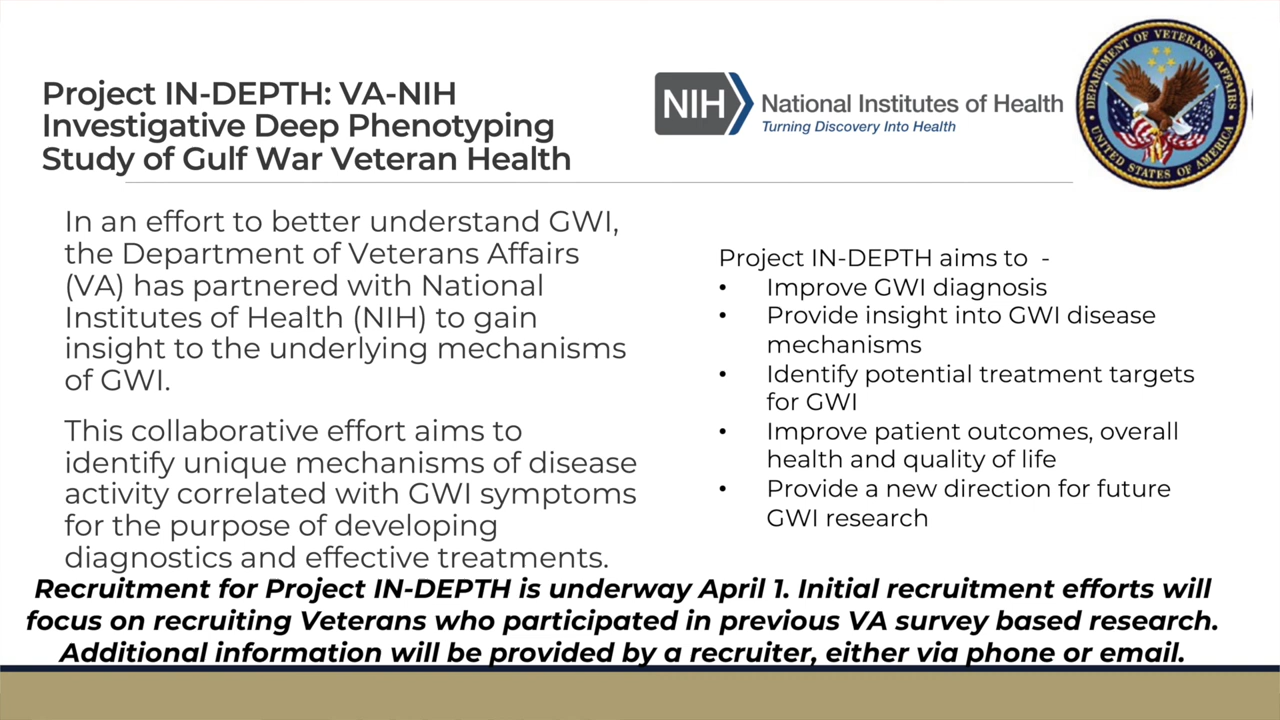 Project IN-DEPTH: VA-NIH
Investigative Deep Phenotyping
Study of Gulf War Veteran Health
NIH
National Institutes of Health
Turning Discovery Into Health
DEPARTMENT OF VETERANS AFFAIRS
UNITED STATES OF AMERICA
In an effort to better understand GWI,
the Department of Veterans Affairs
(VA) has partnered with National
Institutes of Health (NIH) to gain
insight to the underlying mechanisms
of GWI.
This collaborative effort aims to
identify unique mechanisms of disease
activity correlated with GWI symptoms
for the purpose of developing
diagnostics and effective treatments.
Project IN-DEPTH aims to -
• Improve GWI diagnosis
• Provide insight into GWI disease
mechanisms
• Identify potential treatment targets
for GWI
• Improve patient outcomes, overall
health and quality of life
• Provide a new direction for future
GWI research
Recruitment for Project IN-DEPTH is underway April 1. Initial recruitment efforts will
focus on recruiting Veterans who participated in previous VA survey based research.
Additional information will be provided by a recruiter, either via phone or email.